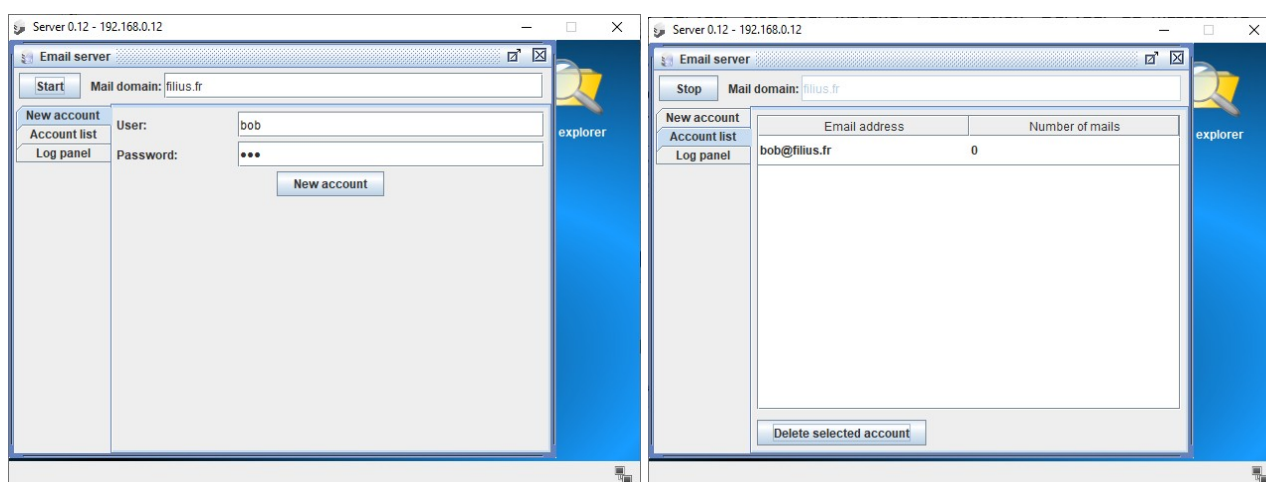 Server 0.12 - 192.168.0.12
Email server
Start Mail domain: filius.fr
New account
Account list
Log panel
User: bob
Password: •••
New account
explorer
Server 0.12 - 192.168.0.12
Email server
Stop Mail domain: filius.fr
New account
Account list
Log panel
Email address Number of mails
bob@filius.fr 0
Delete selected account
explorer